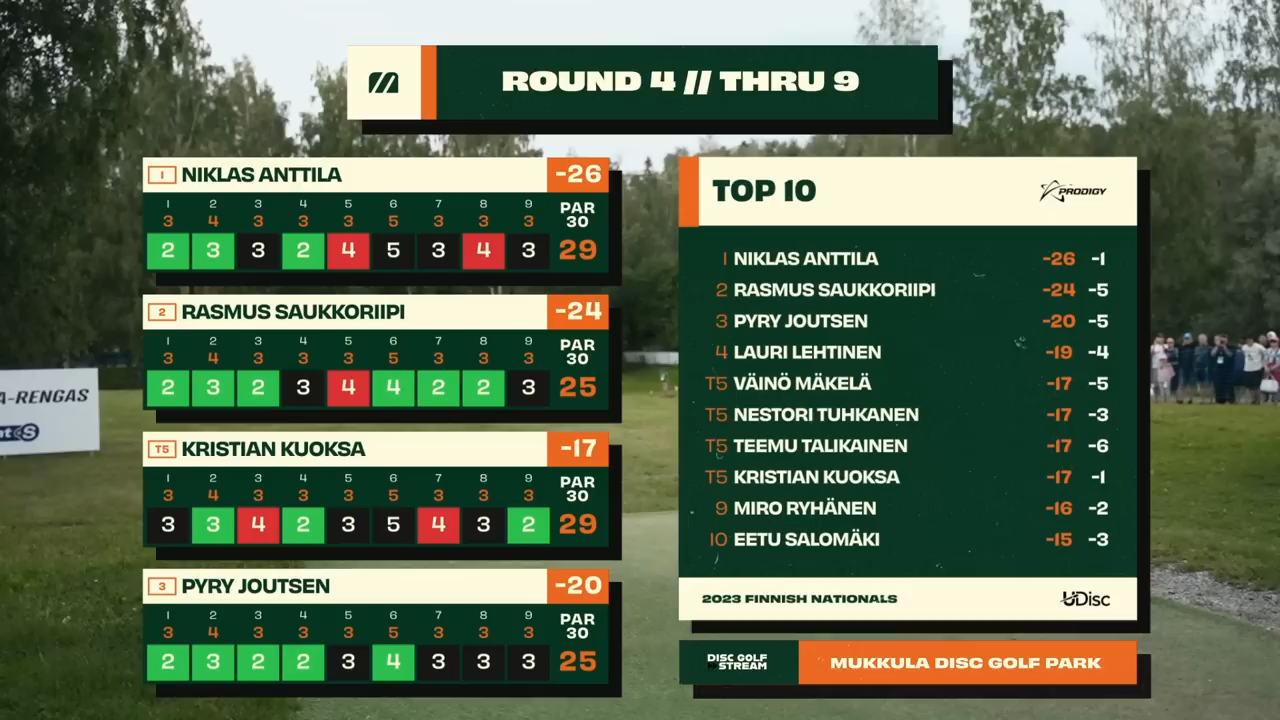 ROUND 4 // THRU 9
1 NIKLAS ANTTILA -26
1 2 3 4 5 6 7 8 9 PAR
3 4 3 3 3 5 3 3 3 30
2 3 3 2 4 5 3 4 3 29
2 RASMUS SAUKKORIIPI -24
1 2 3 4 5 6 7 8 9 PAR
3 4 3 3 3 5 3 3 3 30
2 3 2 3 4 4 2 2 3 25
T5 KRISTIAN KUOKSA -17
1 2 3 4 5 6 7 8 9 PAR
3 4 3 3 3 5 3 3 3 30
3 3 4 2 3 5 4 3 2 29
3 PYRY JOUTSEN -20
1 2 3 4 5 6 7 8 9 PAR
3 4 3 3 3 5 3 3 3 30
2 3 2 2 3 4 3 3 3 25
TOP 10 PRODIGY
1 NIKLAS ANTTILA -26 -1
2 RASMUS SAUKKORIIPI -24 -5
3 PYRY JOUTSEN -20 -5
4 LAURI LEHTINEN -19 -4
T5 VÄINÖ MÄKELÄ -17 -5
T5 NESTORI TUHKANEN -17 -3
T5 TEEMU TALIKAINEN -17 -6
T5 KRISTIAN KUOKSA -17 -1
9 MIRO RYHÄNEN -16 -2
10 EETU SALOMÄKI -15 -3
2023 FINNISH NATIONALS UDisc
DISC GOLF
STREAM
MUKKULA DISC GOLF PARK
A-RENGAS